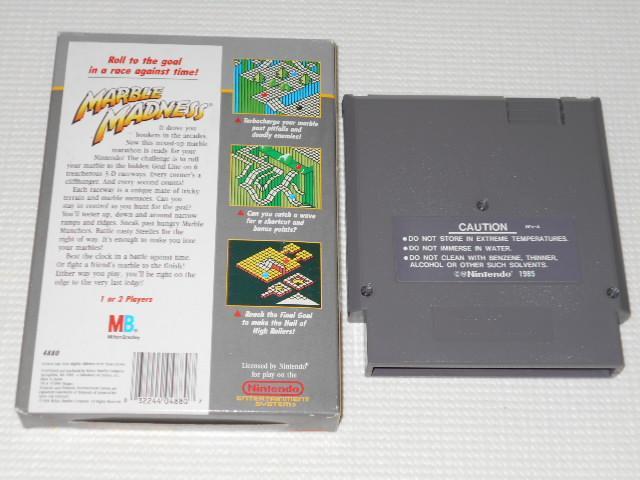 Roll to the goal
in a race against time!
MARBLE
MADNESS
It drove you
bonkers in the arcades.
Now this mixed-up marble
marathon is ready for your
Nintendo! The challenge is to roll
your marble to the hidden Goal Line on 6
treacherous 3-D raceways. Every corner's a
cliffhanger. And every second counts!
Each raceway is a unique maze of tricky
terrain and marble menaces. Can you
stay in control as you hunt for the goal?
You'll teeter up, down and around narrow
ramps and ridges. Sneak past hungry Marble
Munchers. Battle nasty Steelies for the
right of way. It's enough to make you lose
your marbles!
Beat the clock in a battle against time.
Or fight a friend's marble to the finish!
Either way you play, you'll be right on the
edge to the very last ledge!
1 or 2 Players
MB.
Milton Bradley
4880
32244 04880
Turbocharge your marble
past pitfalls and
deadly enemies!
Can you catch a wave
for a shortcut and
bonus points?
Reach the Final Goal
to make the Hall of
High Rollers!
Licensed by Nintendo
for play on the
Nintendo
ENTERTAINMENT
SYSTEM
CAUTION
• DO NOT STORE IN EXTREME TEMPERATURES.
• DO NOT IMMERSE IN WATER.
• DO NOT CLEAN WITH BENZENE, THINNER,
ALCOHOL OR OTHER SUCH SOLVENTS.
©® Nintendo 1985